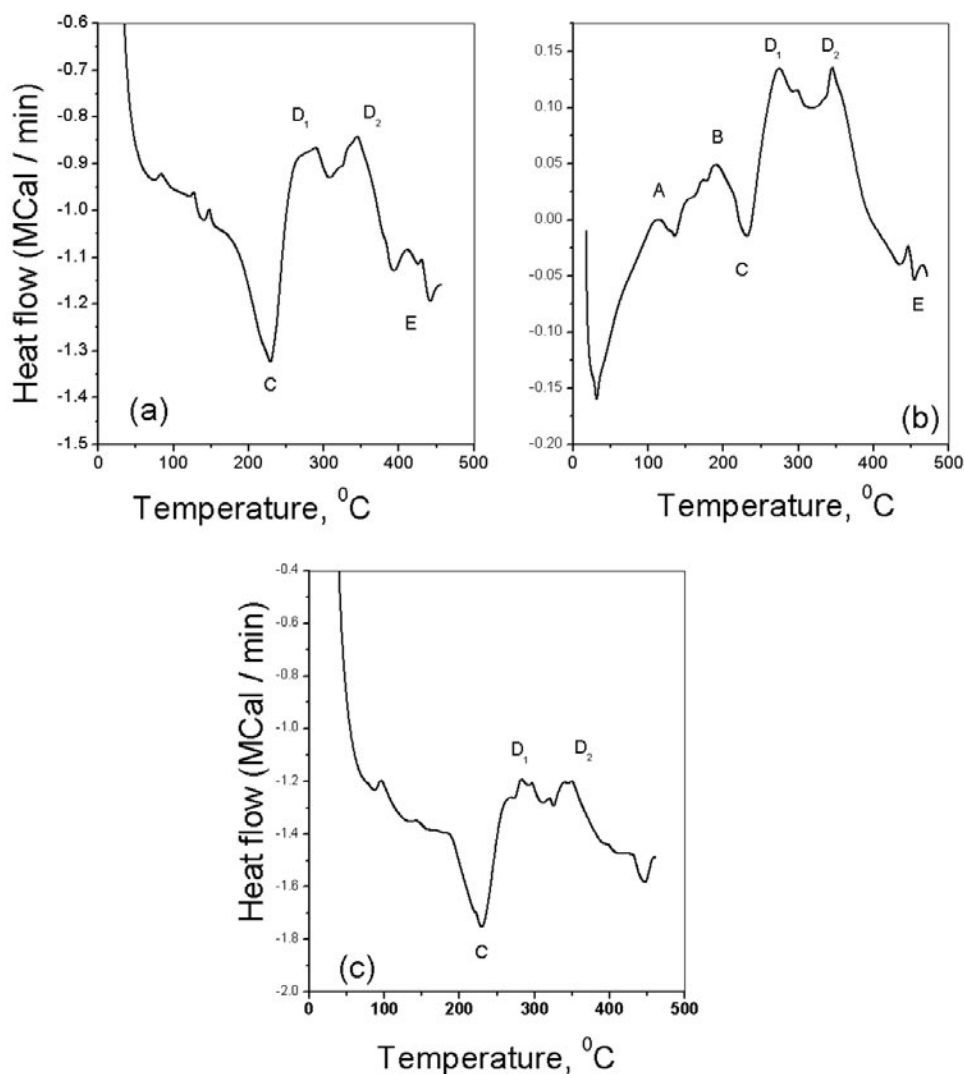 Heat flow (MCal / min)
-0.6
-0.7
-0.8
-0.9
-1.0
-1.1
-1.2
-1.3
-1.4
-1.5
D1
D2
E
C
(a)
0 100 200 300 400 500
Temperature, 0C
0.15
0.10
0.05
0.00
-0.05
-0.10
-0.15
-0.20
D1 D2
B
A
C
E
(b)
0 100 200 300 400 500
Temperature, 0C
Heat flow (MCal / min)
-0.4
-0.6
-0.8
-1.0
-1.2
-1.4
-1.6
-1.8
-2.0
D1 D2
C
(c)
0 100 200 300 400 500
Temperature, 0C